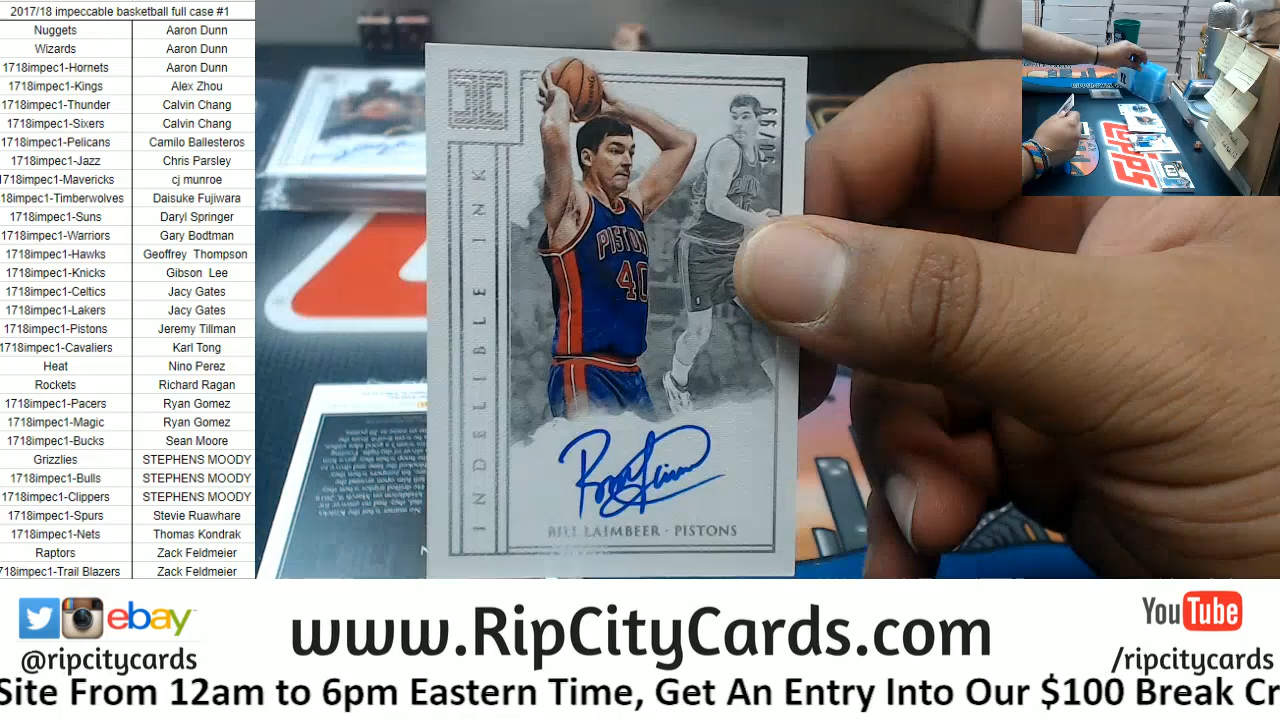 2017/18 impeccable basketball full case #1
Nuggets Aaron Dunn
Wizards Aaron Dunn
1718impec1-Hornets Aaron Dunn
1718impec1-Kings Alex Zhou
1718impec1-Thunder Calvin Chang
1718impec1-Sixers Calvin Chang
1718impec1-Pelicans Camilo Ballesteros
1718impec1-Jazz Chris Parsley
1718impec1-Mavericks cj munroe
18impec1-Timberwolves Daisuke Fujiwara
1718impec1-Suns Daryl Springer
1718impec1-Warriors Gary Bodtman
1718impec1-Hawks Geoffrey Thompson
1718impec1-Knicks Gibson Lee
1718impec1-Celtics Jacy Gates
1718impec1-Lakers Jacy Gates
1718impec1-Pistons Jeremy Tillman
1718impec1-Cavaliers Karl Tong
Heat Nino Perez
Rockets Richard Ragan
1718impec1-Pacers Ryan Gomez
1718impec1-Magic Ryan Gomez
1718impec1-Bucks Sean Moore
Grizzlies STEPHENS MOODY
1718impec1-Bulls STEPHENS MOODY
1718impec1-Clippers STEPHENS MOODY
1718impec1-Spurs Stevie Ruawhare
1718impec1-Nets Thomas Kondrak
Raptors Zack Feldmeier
718impec1-Trail Blazers Zack Feldmeier
INDELIBLE INK
50/99
PISTONS
40
BILL LAIMBEER · PISTONS
ebay
@ripcitycards
www.RipCityCards.com
YouTube
/ripcitycards
Site From 12am to 6pm Eastern Time, Get An Entry Into Our $100 Break Cr